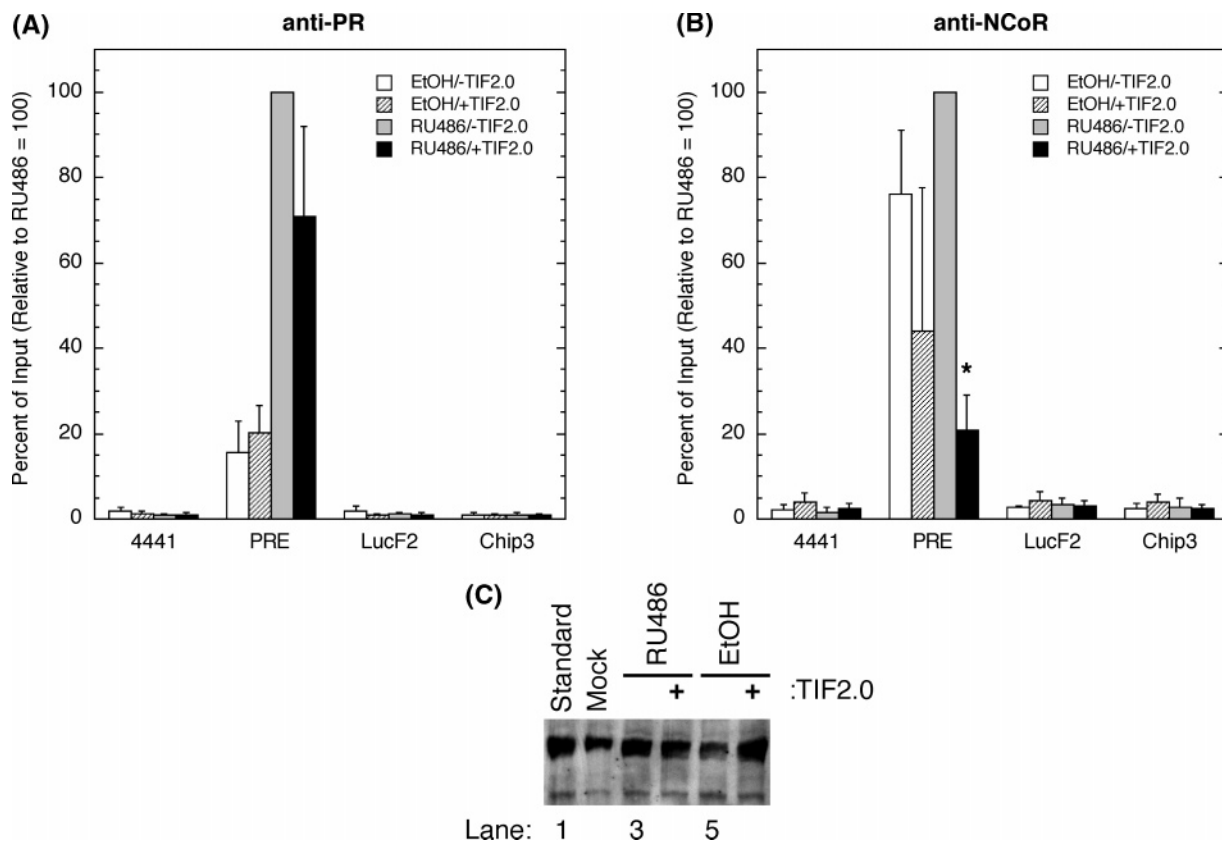 (A) anti-PR
Percent of Input (Relative to RU486 = 100)
100
80
60
40
20
0
EtOH/-TIF2.0
EtOH/+TIF2.0
RU486/-TIF2.0
RU486/+TIF2.0
4441 PRE LucF2 Chip3
(B) anti-NCoR
Percent of Input (Relative to RU486 = 100)
100
80
60
40
20
0
EtOH/-TIF2.0
EtOH/+TIF2.0
RU486/-TIF2.0
RU486/+TIF2.0
*
4441 PRE LucF2 Chip3
(C)
Standard
Mock
RU486
EtOH
+ + :TIF2.0
Lane: 1 3 5